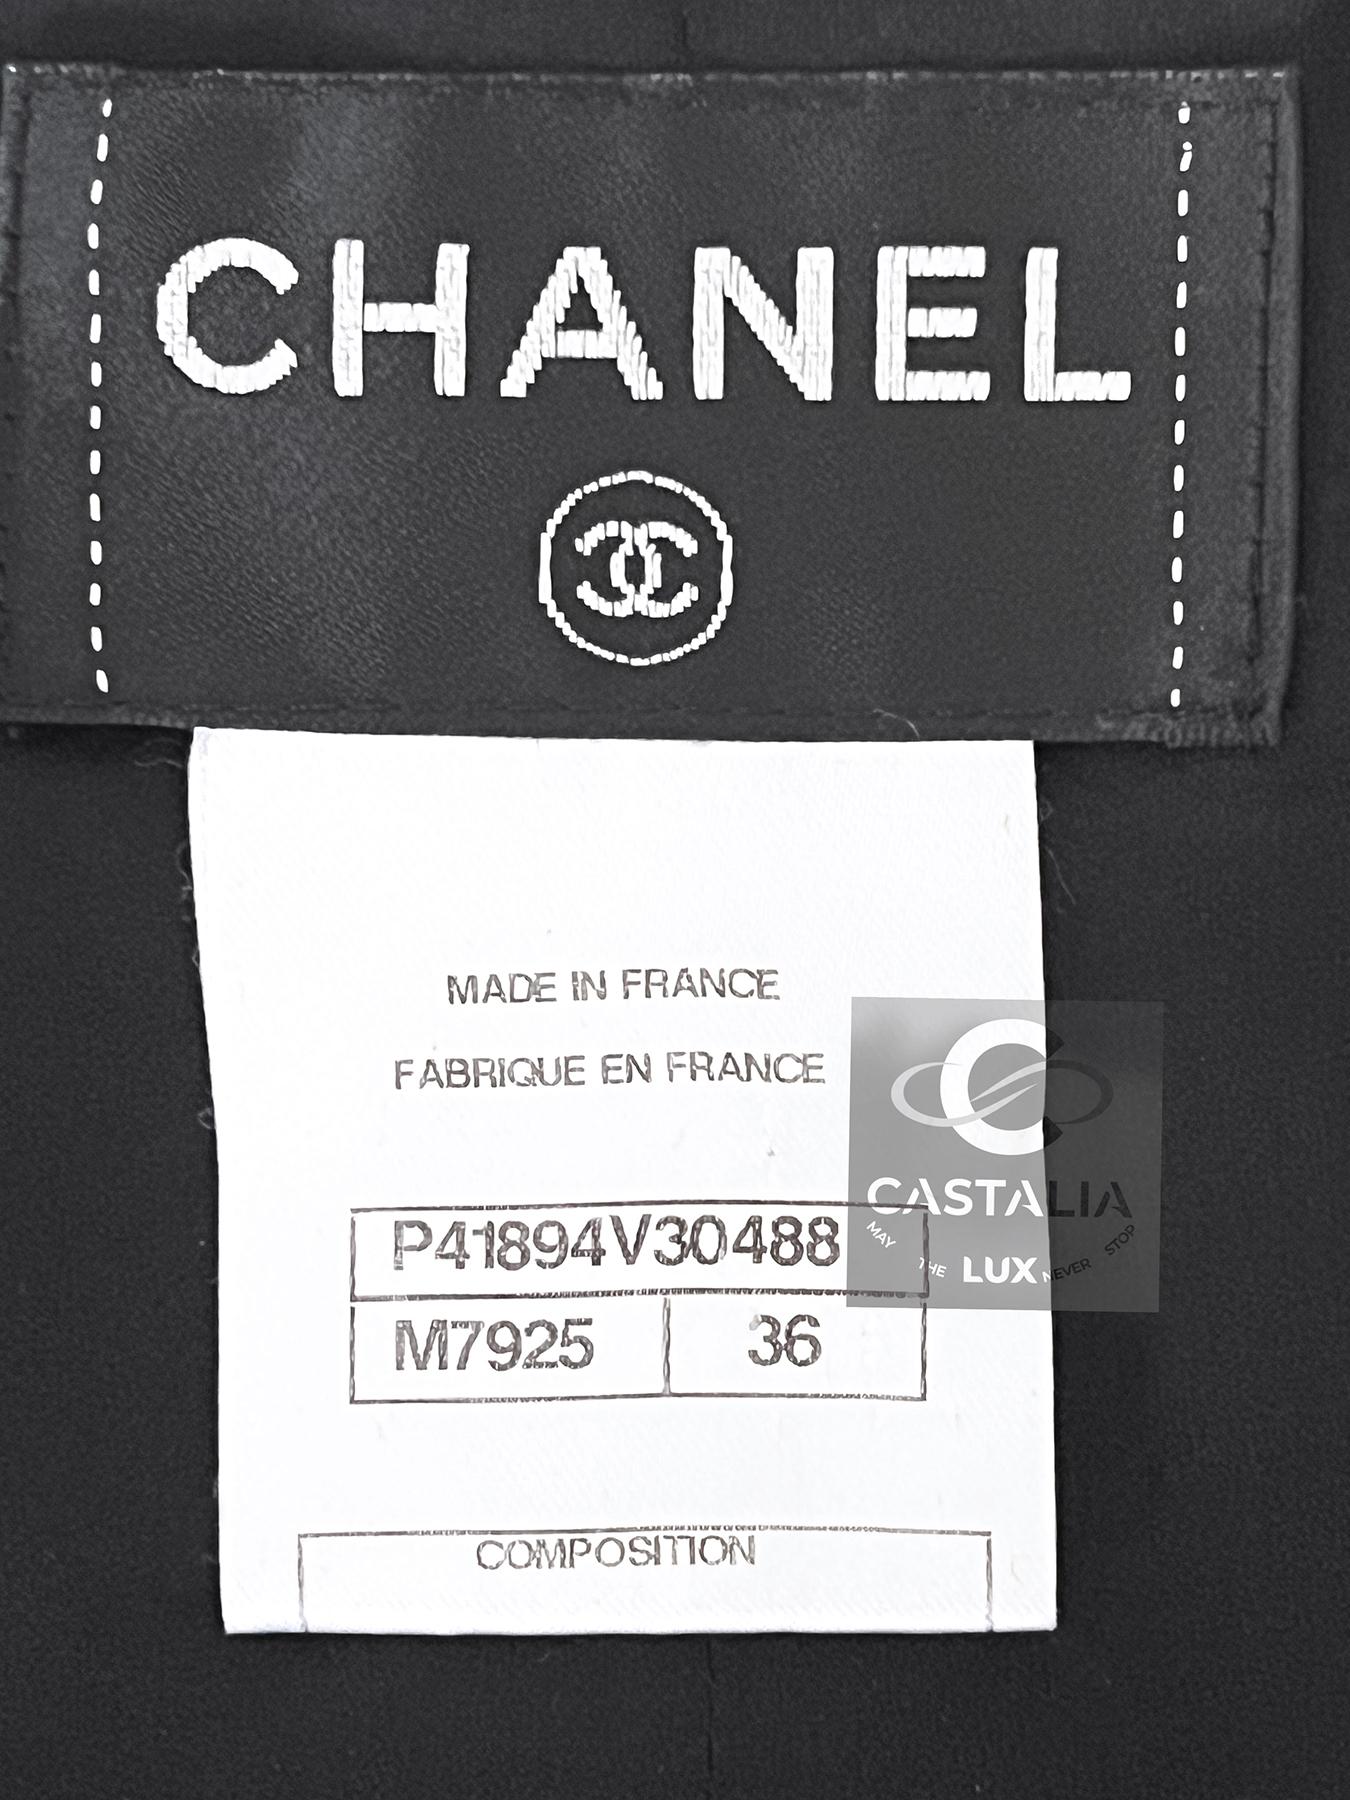 CHANEL
MADE IN FRANCE
FABRIQUE EN FRANCE
P41894V30488
M7925 36
COMPOSITION
CASTALIA
MAY THE LUX NEVER STOP